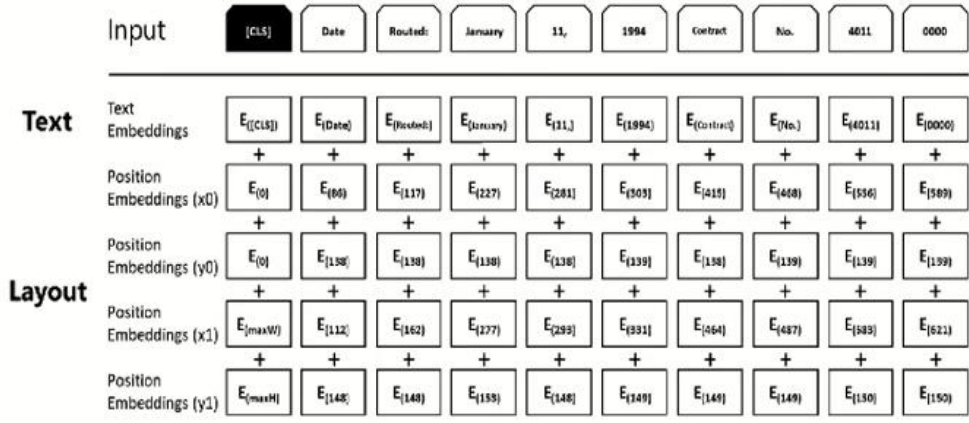 Input [CLS] Date Routed: January 11, 1994 Contract No. 4011 0000
Text
Text
Embeddings
E([CLS]) E(Date) E(Routed:) E(January) E(11,) E(1994) E(Contract) E(No.) E(4011) E(0000)
+ + + + + + + + + +
Position
Embeddings (x0)
E(0) E(86) E(117) E(227) E(281) E(303) E(415) E(468) E(556) E(589)
+ + + + + + + + + +
Position
Embeddings (y0)
E(0) E(138) E(138) E(138) E(138) E(139) E(138) E(139) E(139) E(139)
Layout
+ + + + + + + + + +
Position
Embeddings (x1)
E(maxW) E(112) E(162) E(277) E(293) E(331) E(464) E(487) E(583) E(621)
+ + + + + + + + + +
Position
Embeddings (y1)
E(maxH) E(148) E(148) E(153) E(148) E(149) E(149) E(149) E(150) E(150)